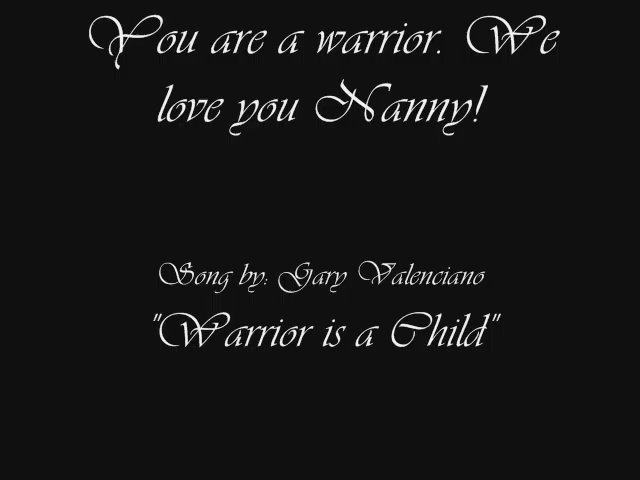 You are a warrior. We
love you Nanny!
Song by: Gary Valenciano
"Warrior is a Child"